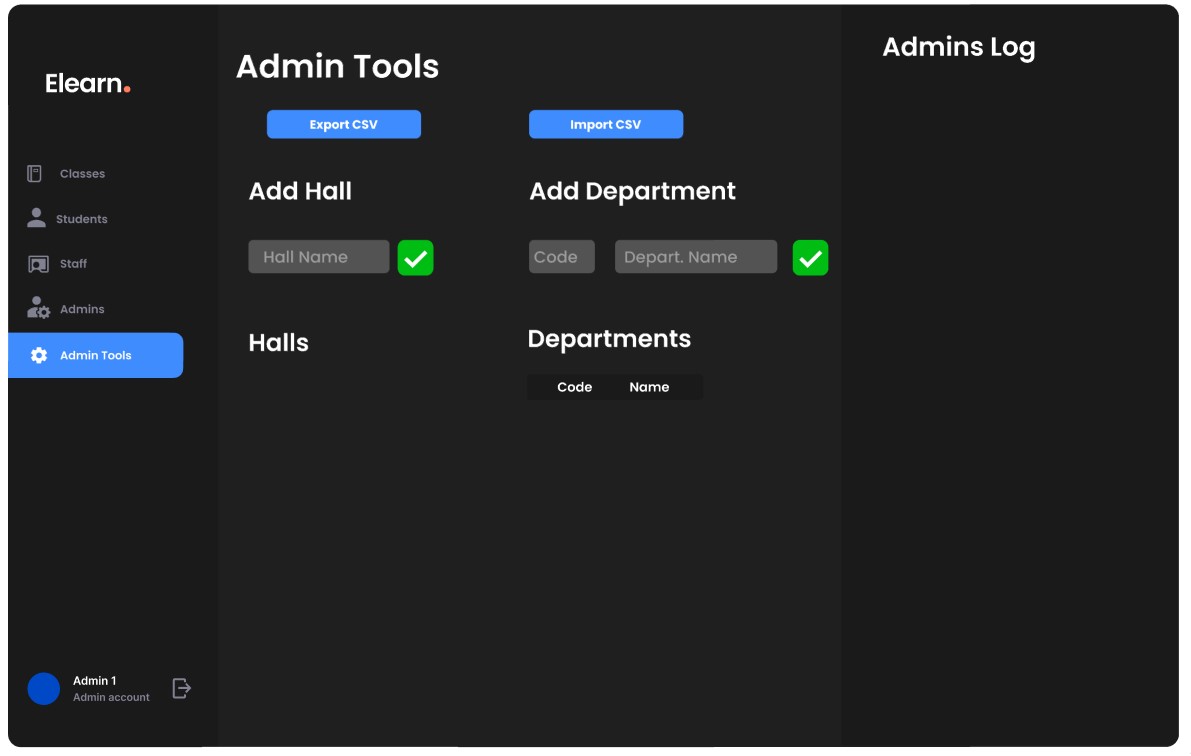 Elearn.
Classes
Students
Staff
Admins
Admin Tools
Admin 1
Admin account
Admin Tools
Export CSV
Import CSV
Add Hall
Hall Name
Add Department
Code
Depart. Name
Halls
Departments
Code Name
Admins Log